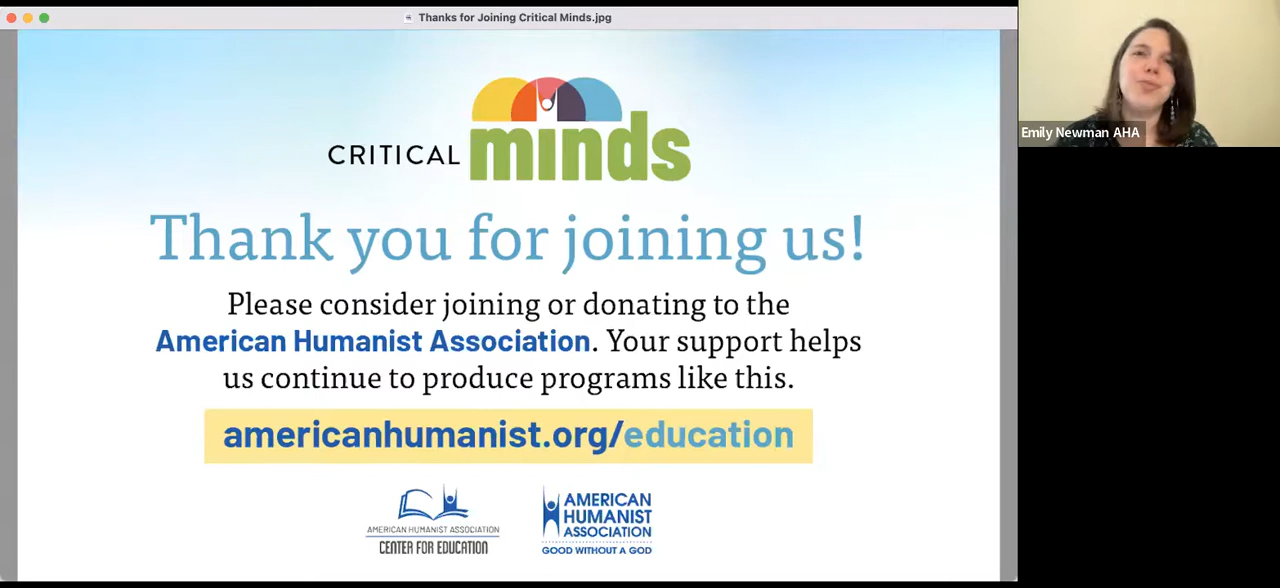 Thanks for Joining Critical Minds.jpg
CRITICAL minds
Thank you for joining us!
Please consider joining or donating to the
American Humanist Association. Your support helps
us continue to produce programs like this.
americanhumanist.org/education
AMERICAN HUMANIST ASSOCIATION
CENTER FOR EDUCATION
AMERICAN
HUMANIST
ASSOCIATION
GOOD WITHOUT A GOD
Emily Newman AHA